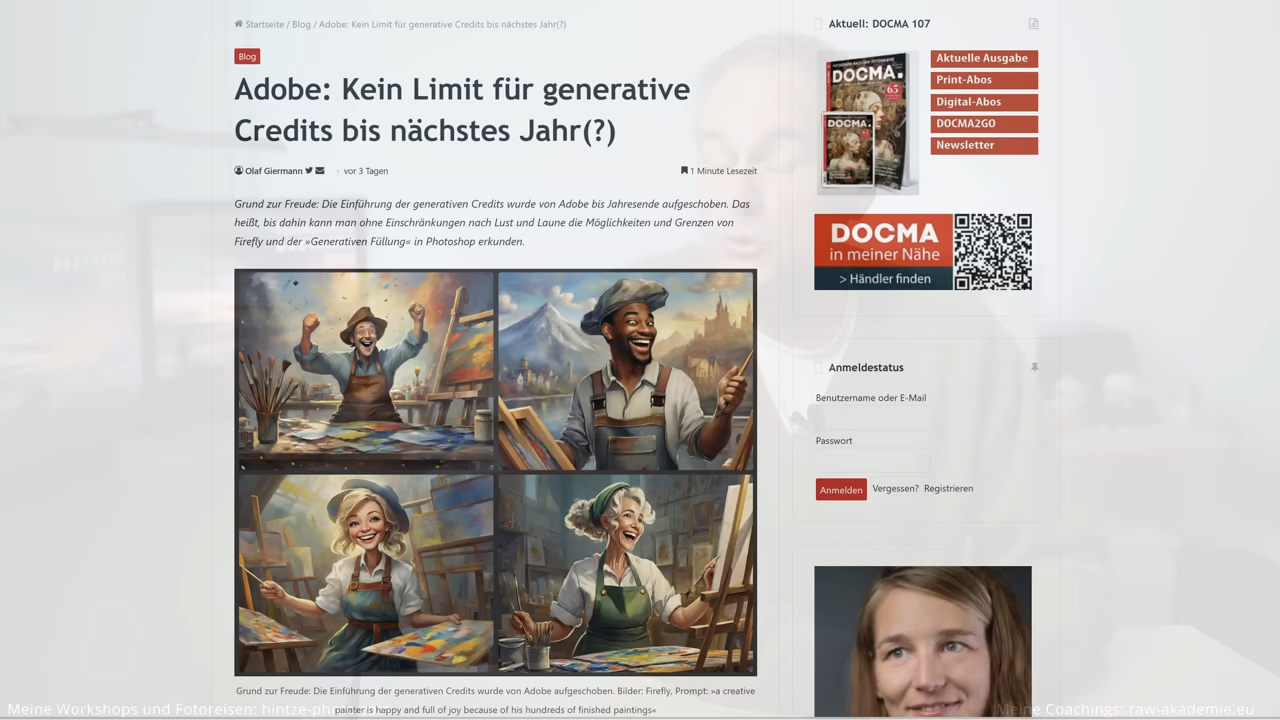 Startseite / Blog / Adobe: Kein Limit für generative Credits bis nächstes Jahr(?)
Blog
Adobe: Kein Limit für generative
Credits bis nächstes Jahr(?)
Olaf Giermann - vor 3 Tagen
1 Minute Lesezeit
Grund zur Freude: Die Einführung der generativen Credits wurde von Adobe bis Jahresende aufgeschoben. Das
heißt, bis dahin kann man ohne Einschränkungen nach Lust und Laune die Möglichkeiten und Grenzen von
Firefly und der »Generativen Füllung« in Photoshop erkunden.
Grund zur Freude: Die Einführung der generativen Credits wurde von Adobe aufgeschoben. Bilder: Firefly, Prompt: »a creative
painter is happy and full of joy because of his hundreds of finished paintings«
Aktuell: DOCMA 107
DOCMA.
65
DOCMA.
Aktuelle Ausgabe
Print-Abos
Digital-Abos
DOCMA2GO
Newsletter
DOCMA
in meiner Nähe
> Händler finden
Anmeldestatus
Benutzername oder E-Mail
Passwort
Anmelden Vergessen? Registrieren
Meine Workshops und Fotoreisen:
Meine Coachings: raw-akademie.eu